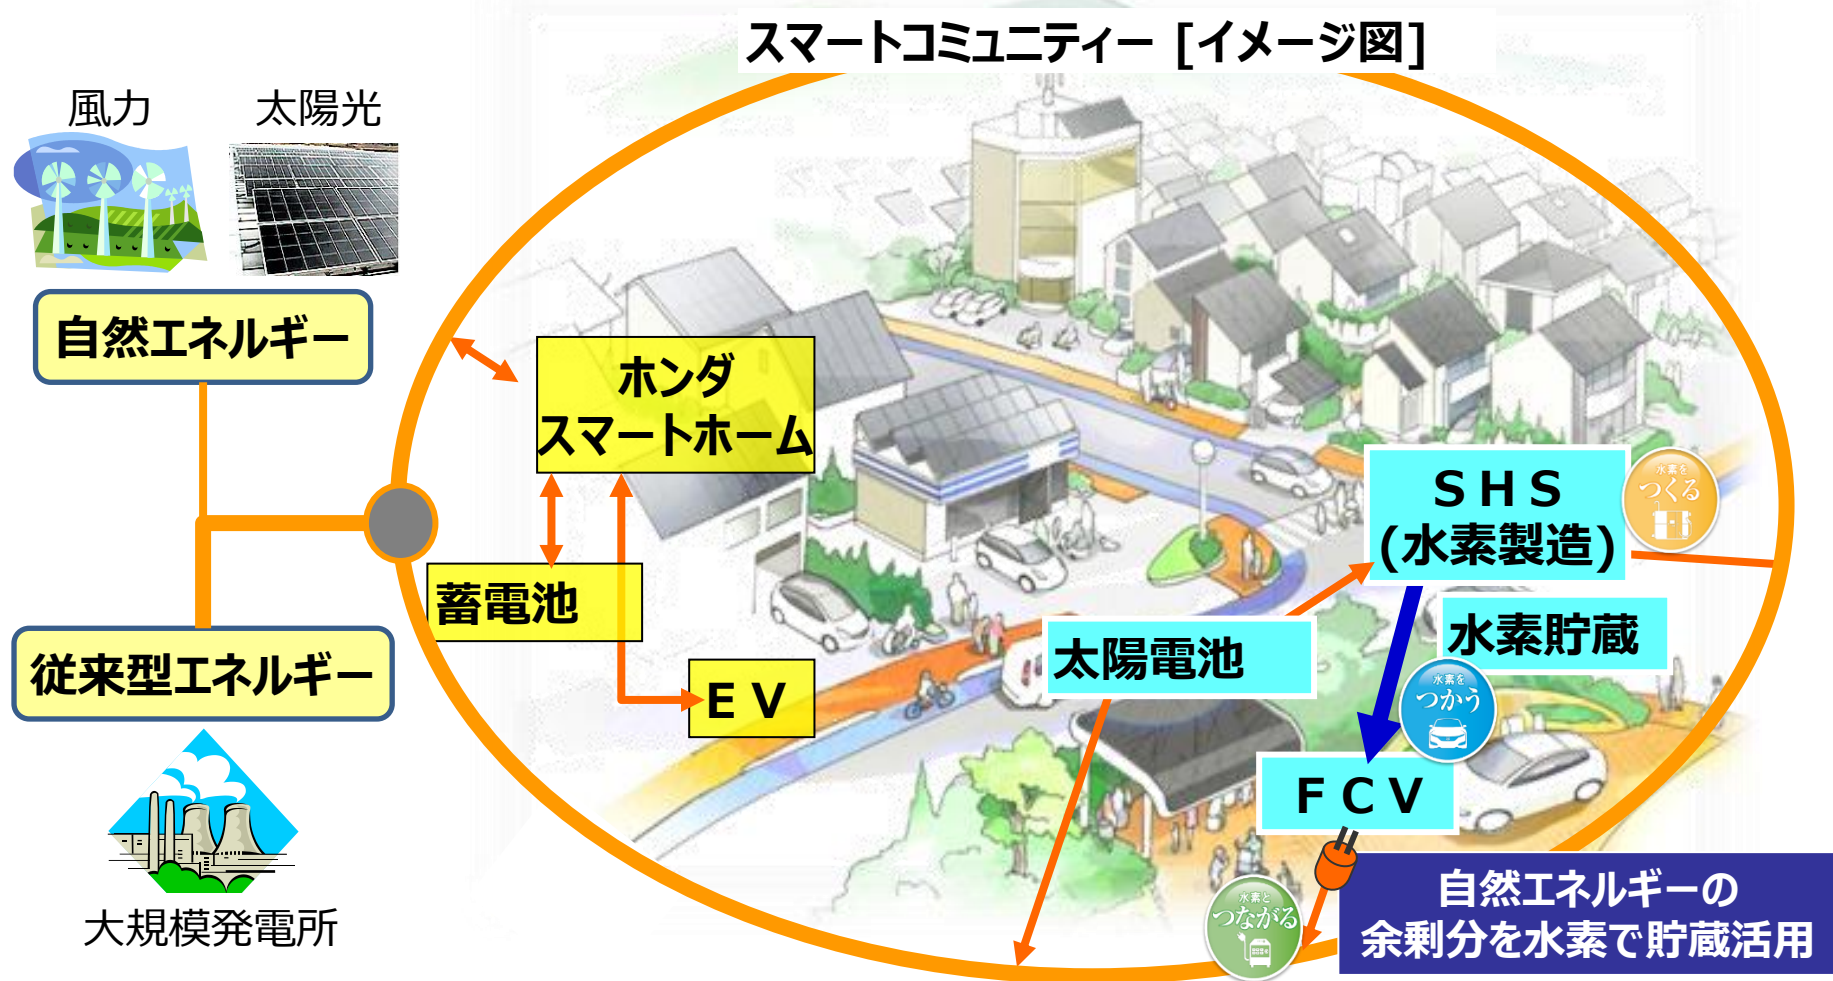 スマートコミュニティー [イメージ図]
風力
太陽光
自然エネルギー
ホンダ
スマートホーム
ＳＨＳ
(水素製造)
水素を
つくる
蓄電池
水素貯蔵
太陽電池
従来型エネルギー
ＥＶ
水素を
つかう
ＦＣＶ
大規模発電所
水素と
つながる
自然エネルギーの
余剰分を水素で貯蔵活用